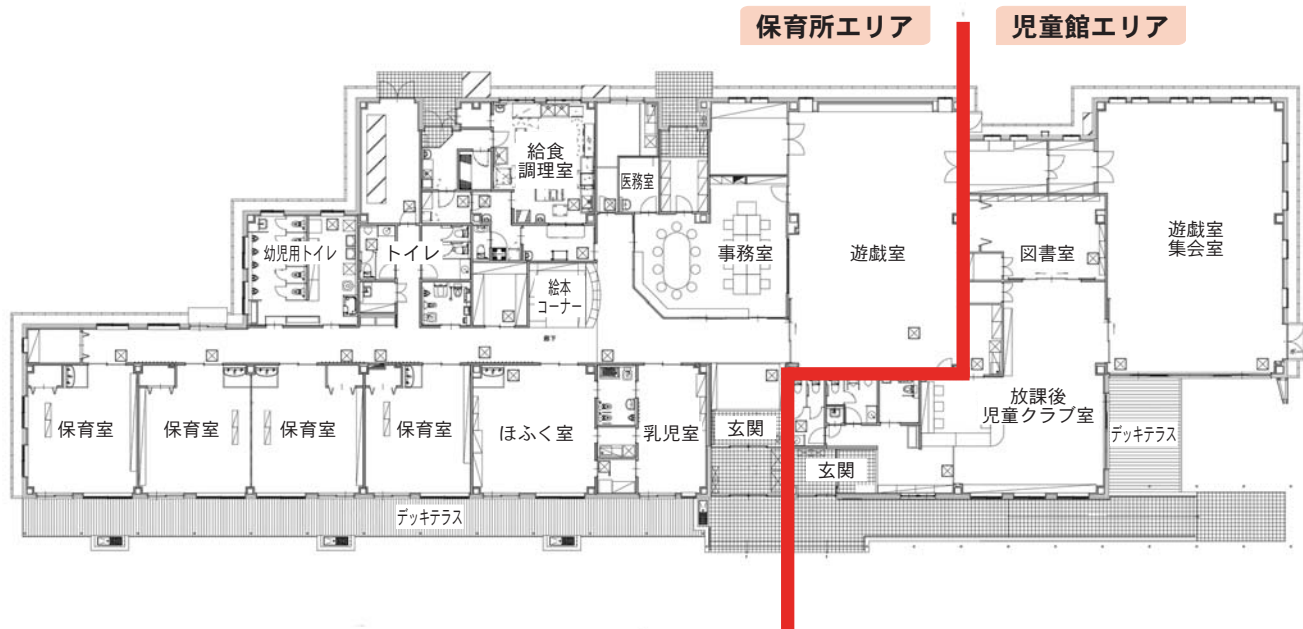 保育所エリア
児童館エリア
給食
調理室
医務室
幼児用トイレ
トイレ
絵本
コーナー
事務室
遊戯室
図書室
遊戯室
集会室
廊下
保育室
保育室
保育室
保育室
ほふく室
乳児室
玄関
玄関
放課後
児童クラブ室
デッキテラス
デッキテラス